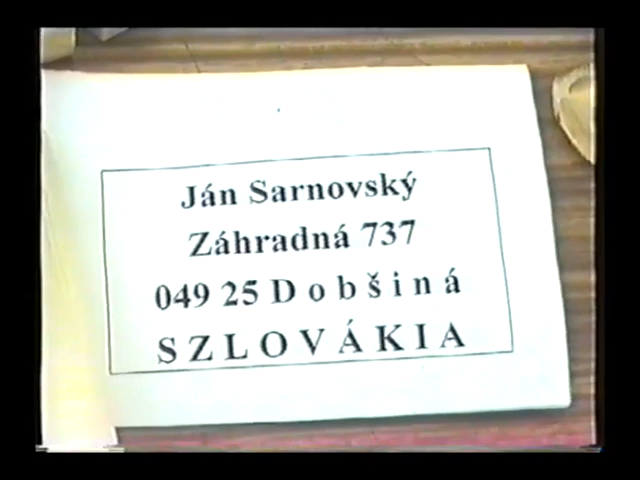 Ján Sarnovský
Záhradná 737
049 25 D o b š i n á
S Z L O V Á K I A